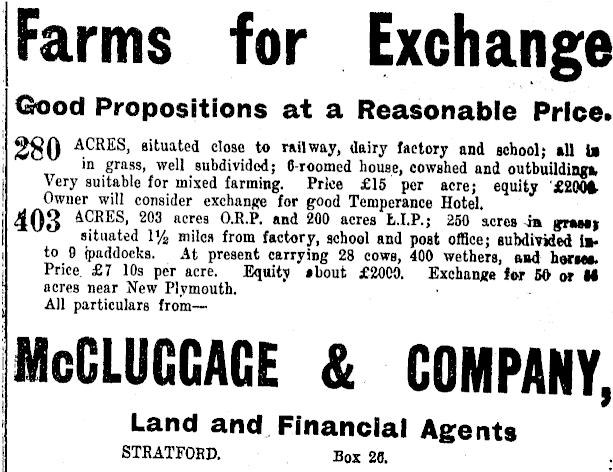 Farms for Exchange
Good Propositions at a Reasonable Price.
280 ACRES, situated close to railway, dairy factory and school; all in
in grass, well subdivided; 6-roomed house, cowshed and outbuildings.
Very suitable for mixed farming. Price £15 per acre; equity £2000.
Owner will consider exchange for good Temperance Hotel.
403 ACRES, 203 acres O.R.P. and 200 acres L.I.P.; 250 acres in grass;
situated 1½ miles from factory, school and post office; subdivided in-
to 9 paddocks. At present carrying 28 cows, 400 wethers, and horses.
Price £7 10s per acre. Equity about £2000. Exchange for 50 or
acres near New Plymouth.
All particulars from—
McCLUGGAGE & COMPANY,
Land and Financial Agents
STRATFORD. Box 26.